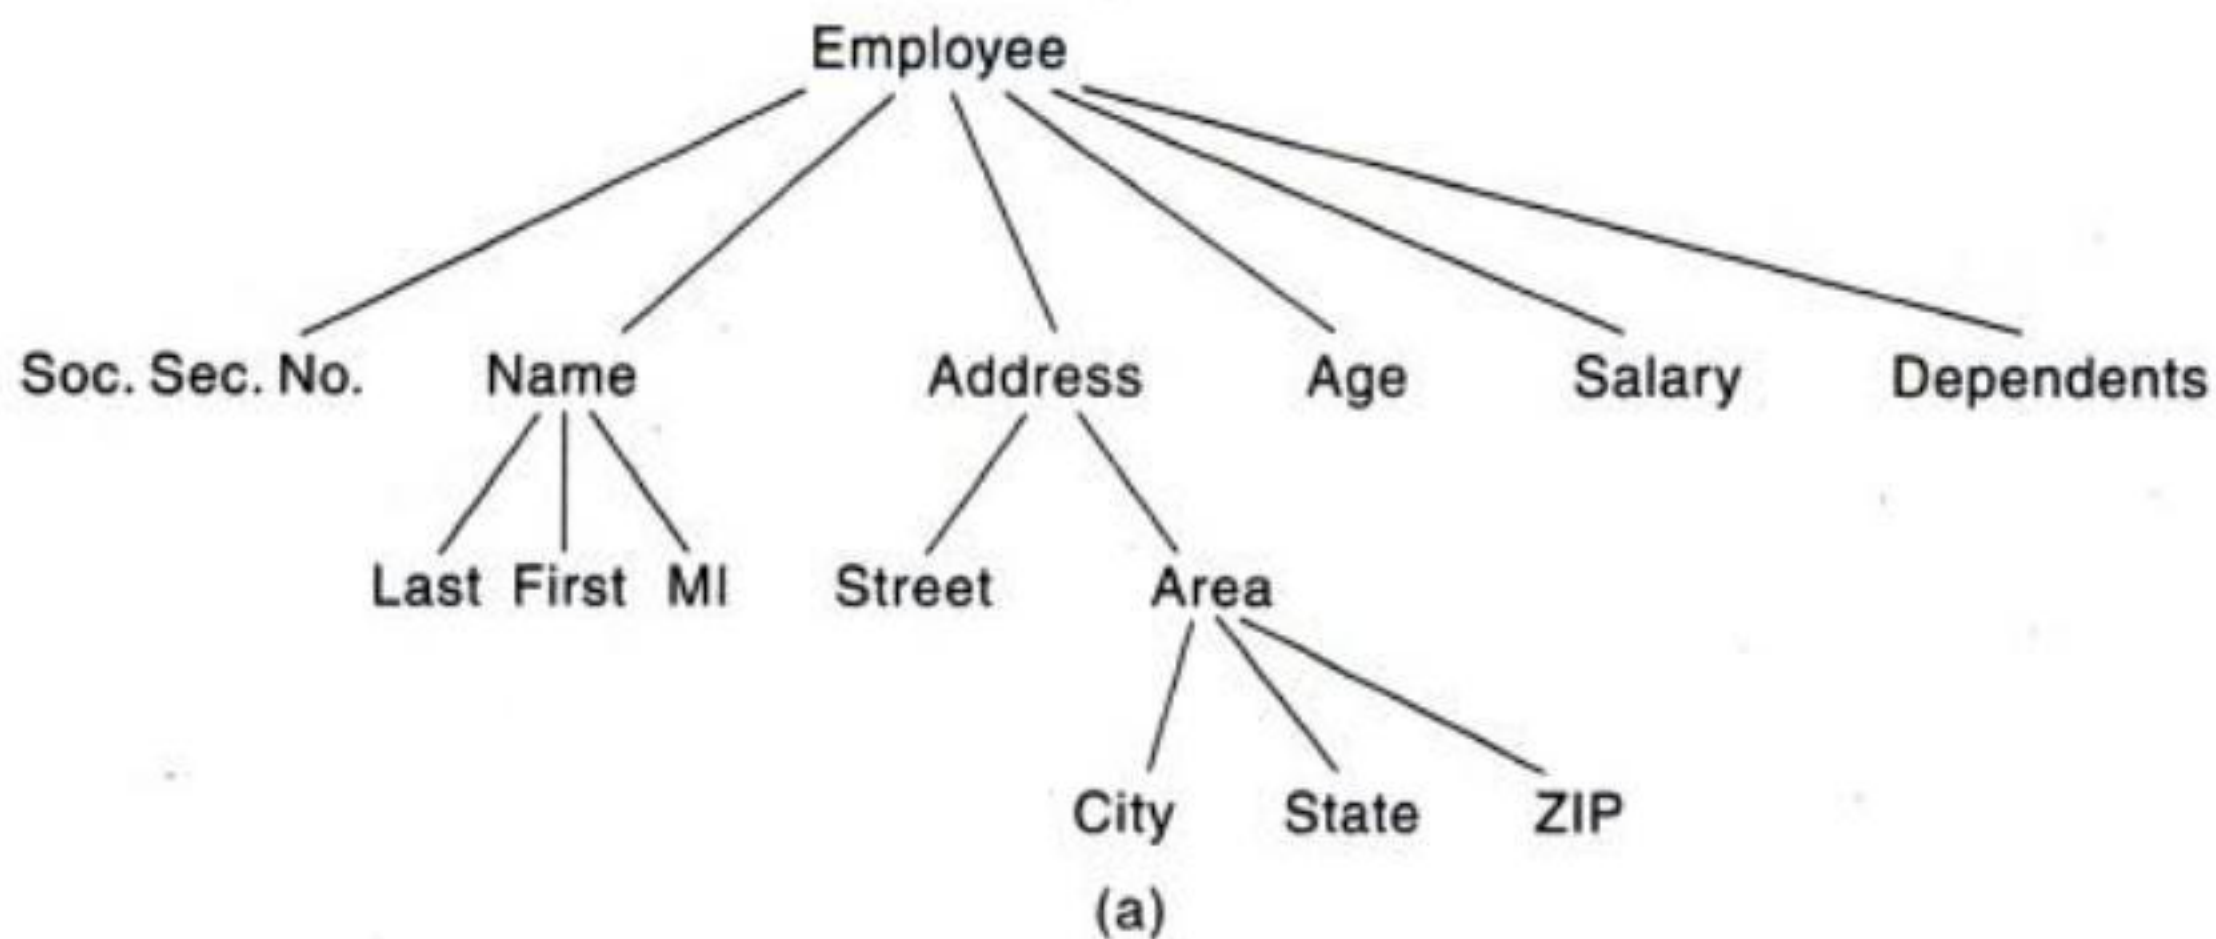 Employee
Soc. Sec. No. Name Address Age Salary Dependents
Last First MI Street Area
City State ZIP
(a)